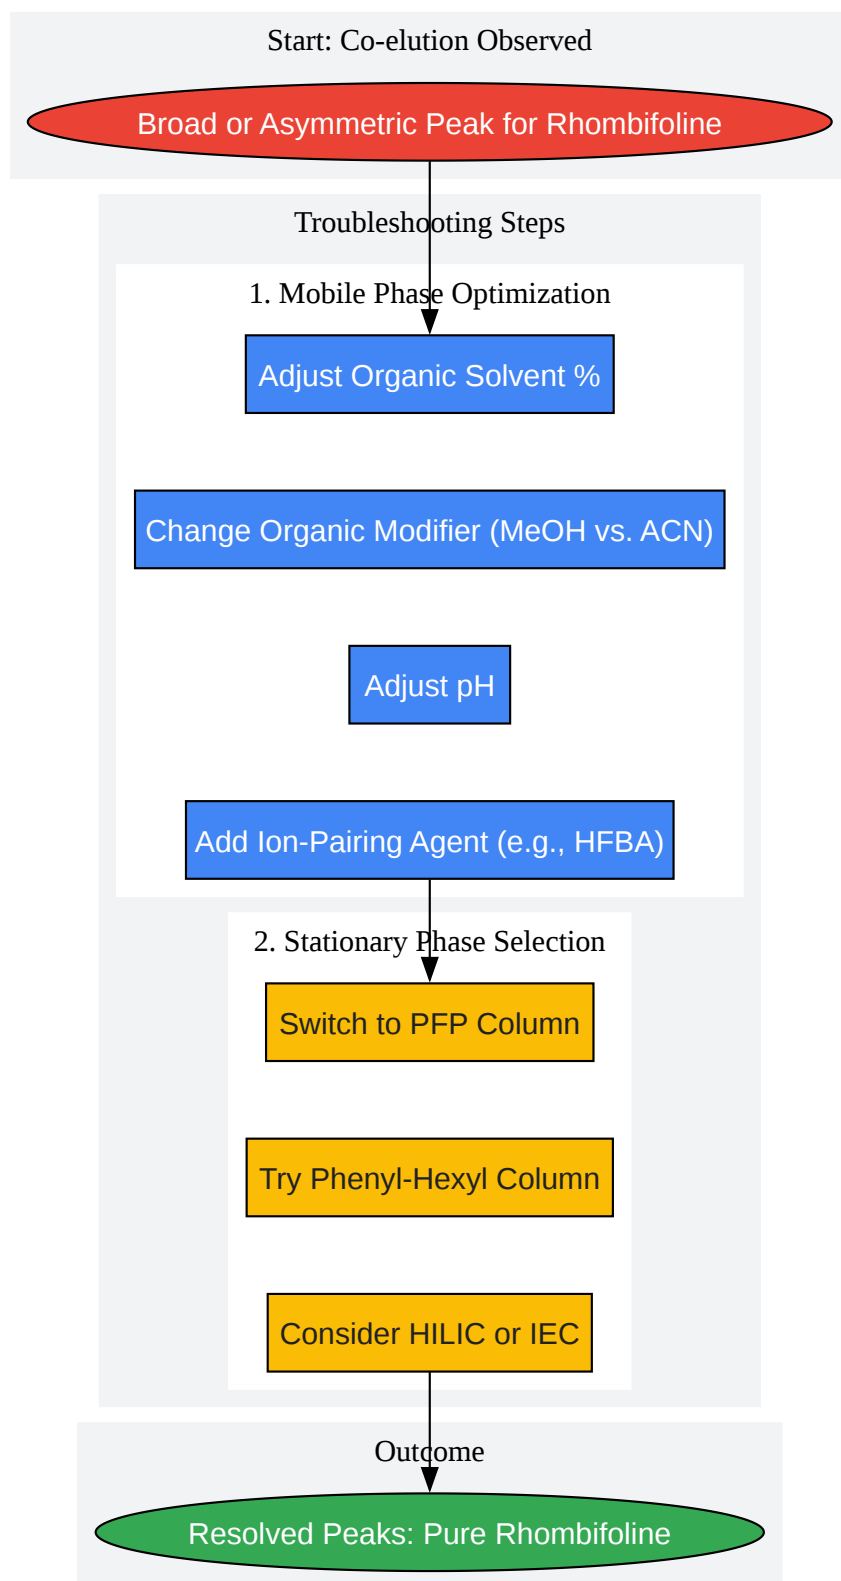 Start: Co-elution Observed
Broad or Asymmetric Peak for Rhombifoline
Troubleshooting Steps
1. Mobile Phase Optimization
Adjust Organic Solvent %
Change Organic Modifier (MeOH vs. ACN)
Adjust pH
Add Ion-Pairing Agent (e.g., HFBA)
2. Stationary Phase Selection
Switch to PFP Column
Try Phenyl-Hexyl Column
Consider HILIC or IEC
Outcome
Resolved Peaks: Pure Rhombifoline